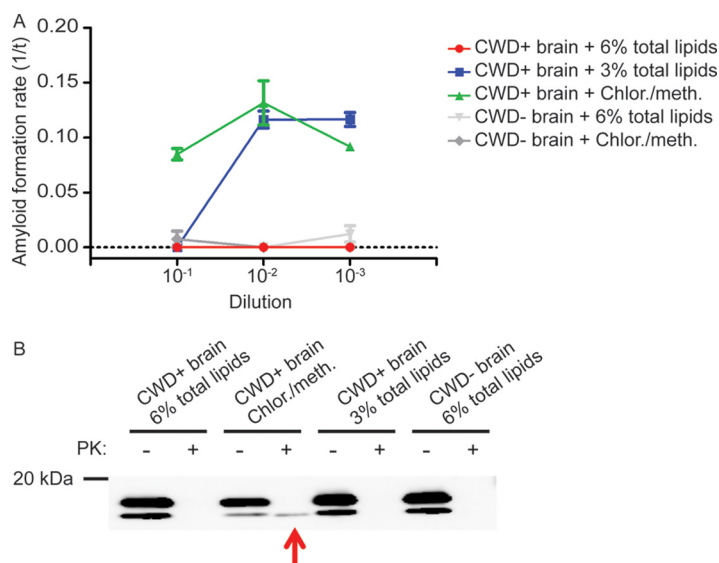 A
Amyloid formation rate (1/t)
0.20
0.15
0.10
0.05
0.00
10-1
10-2
10-3
Dilution
CWD+ brain + 6% total lipids
CWD+ brain + 3% total lipids
CWD+ brain + Chlor./meth.
CWD- brain + 6% total lipids
CWD- brain + Chlor./meth.
B
CWD+ brain
6% total lipids
CWD+ brain
Chlor./meth.
CWD+ brain
3% total lipids
CWD- brain
6% total lipids
PK: - + - + - + - +
20 kDa